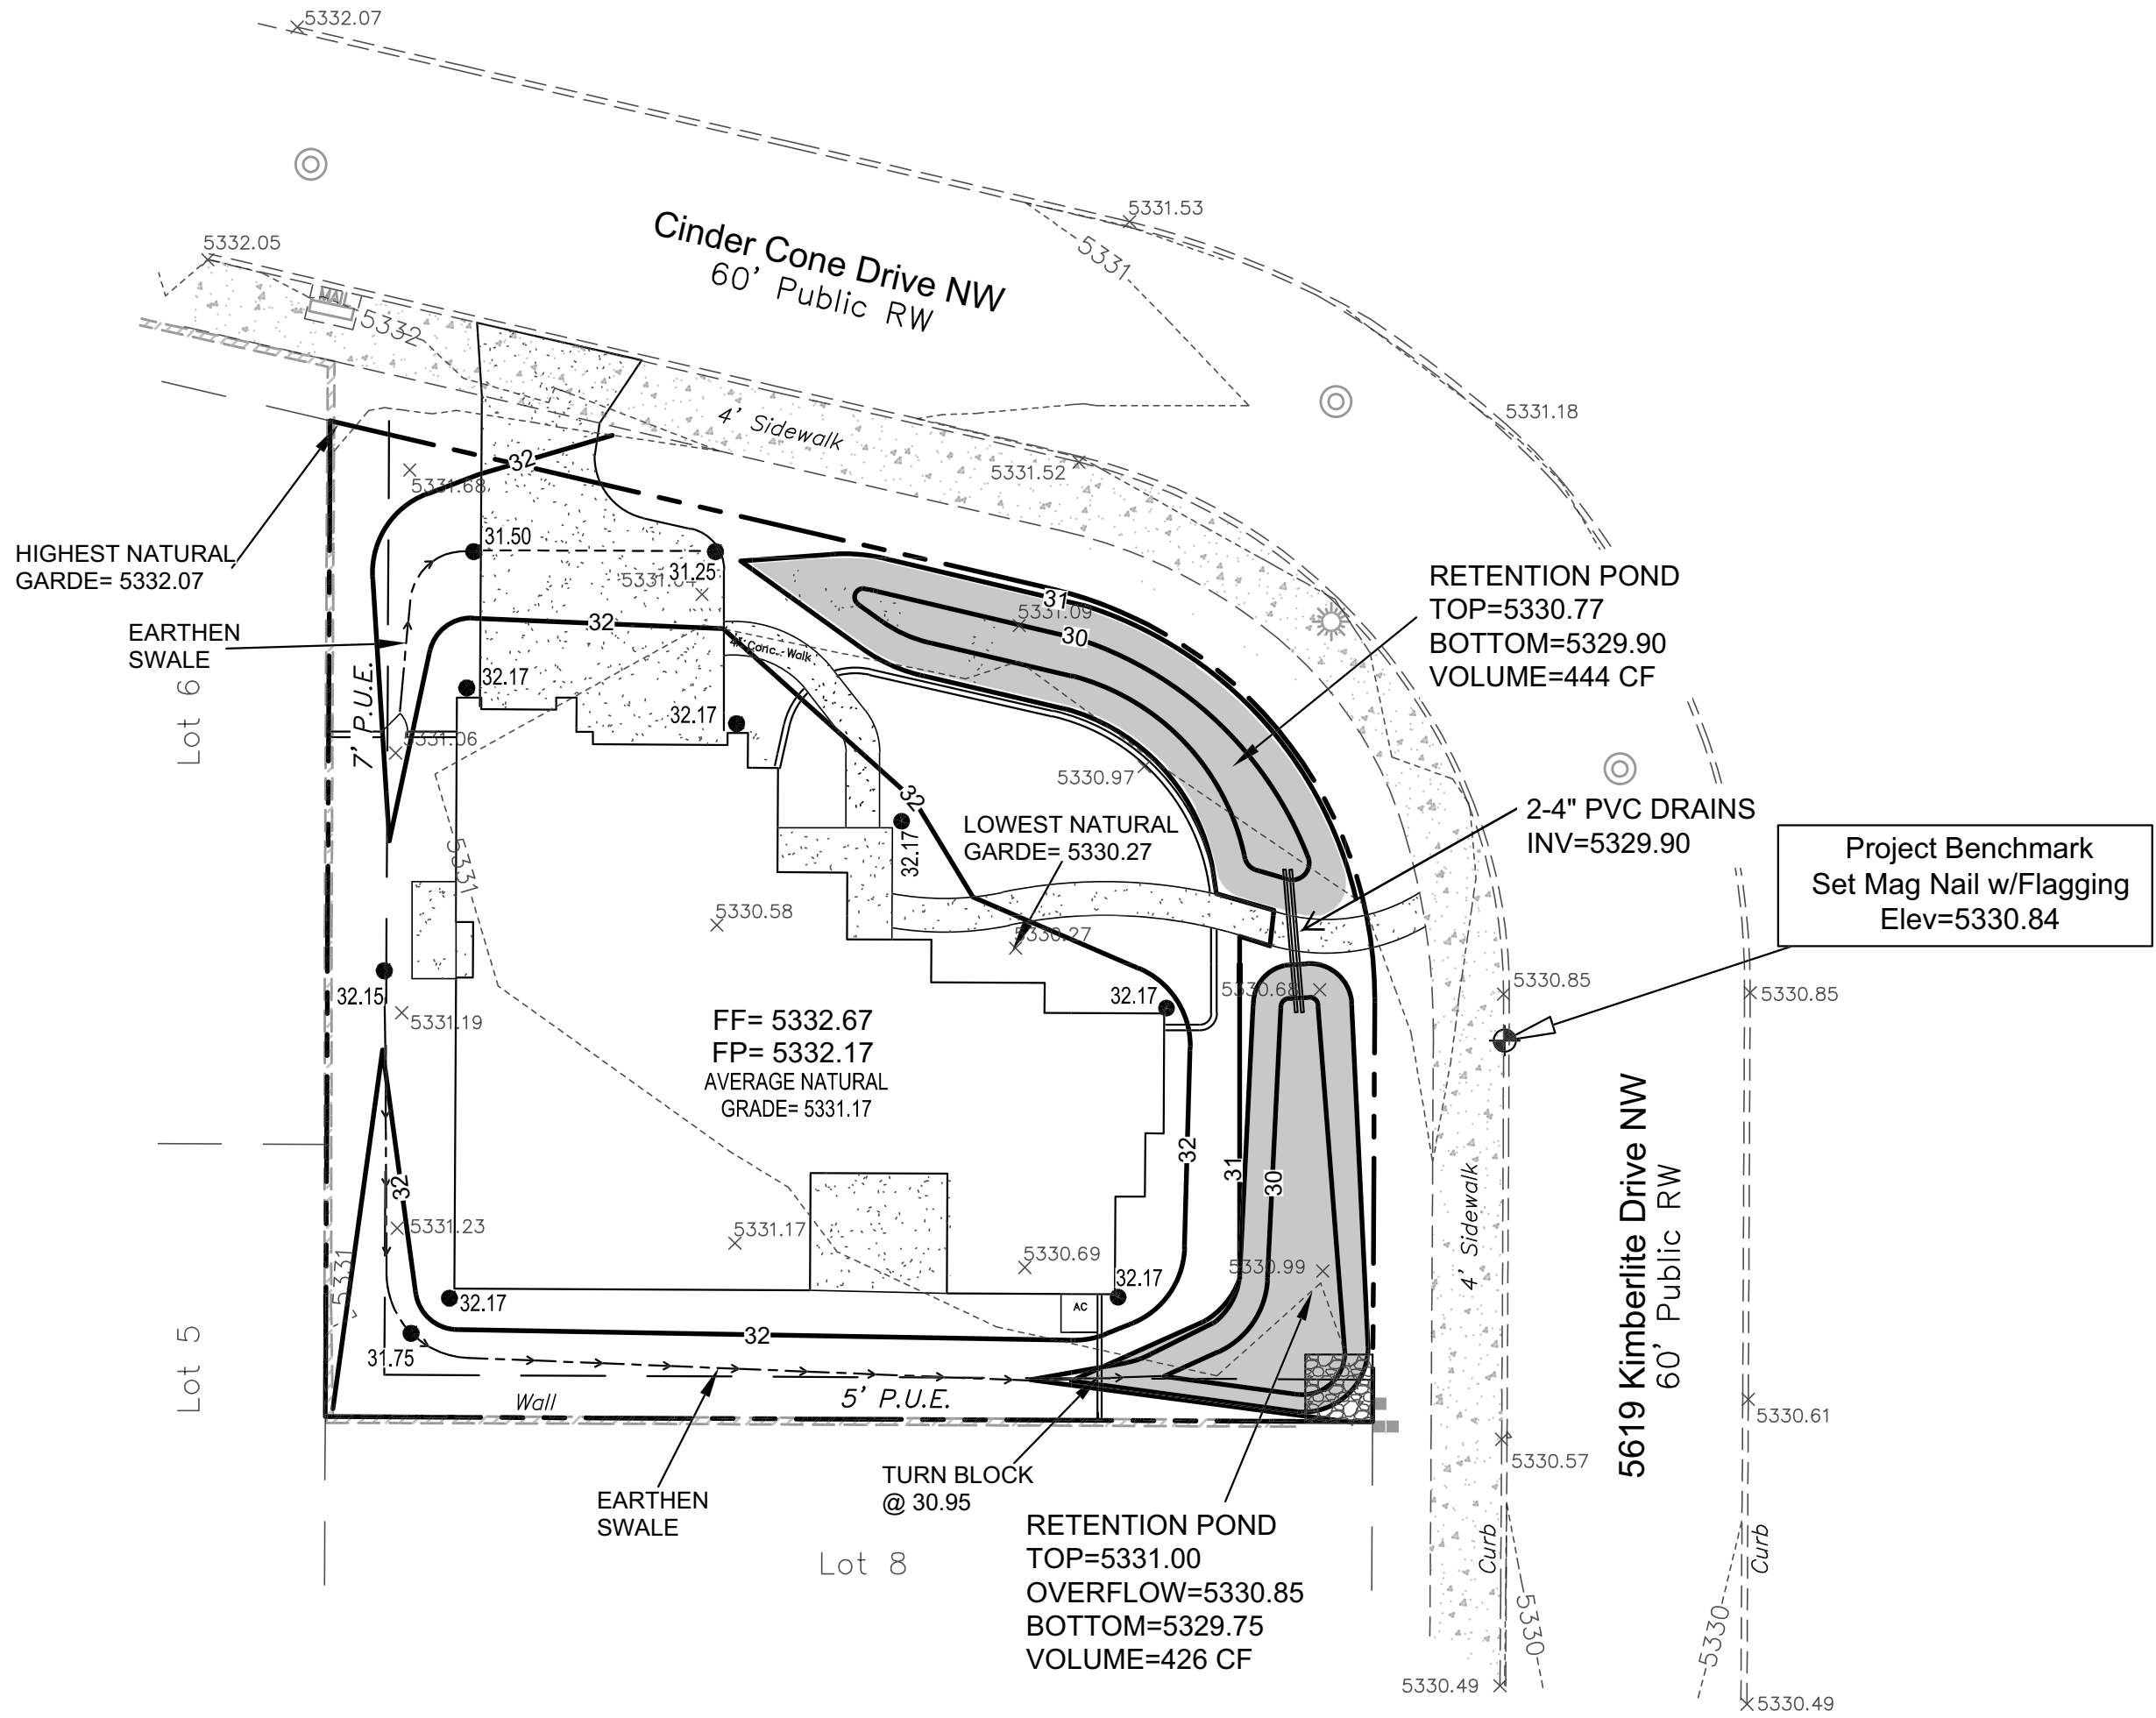 5332.07
5331.53
5332.05
Cinder Cone Drive NW
60' Public RW
5331
MAIL
5332
4' Sidewalk
5331.18
5331.52
32
5331.68
31.50
31.25
HIGHEST NATURAL
GARDE= 5332.07
EARTHEN
SWALE
RETENTION POND
TOP=5330.77
BOTTOM=5329.90
VOLUME=444 CF
31
5331.09
30
32
4' Conc. Walk
Lot 6
7' P.U.E.
32.17
32.17
5331.06
5330.97
32
32.17
LOWEST NATURAL
GARDE= 5330.27
2-4" PVC DRAINS
INV=5329.90
Project Benchmark
Set Mag Nail w/Flagging
Elev=5330.84
5331
5330.58
5330.27
32.15
5331.19
32.17
5330.68
5330.85
5330.85
FF= 5332.67
FP= 5332.17
AVERAGE NATURAL
GRADE= 5331.17
32
31
30
32
4' Sidewalk
5619 Kimberlite Drive NW
60' Public RW
5331.23
5331.17
5330.69
5330.99
5331
32.17
32.17
AC
31.75
32
Lot 5
Wall
5' P.U.E.
5330.61
5330.57
TURN BLOCK
@ 30.95
EARTHEN
SWALE
RETENTION POND
TOP=5331.00
OVERFLOW=5330.85
BOTTOM=5329.75
VOLUME=426 CF
Lot 8
Curb
Curb
5330
5330
5330.49
5330.49